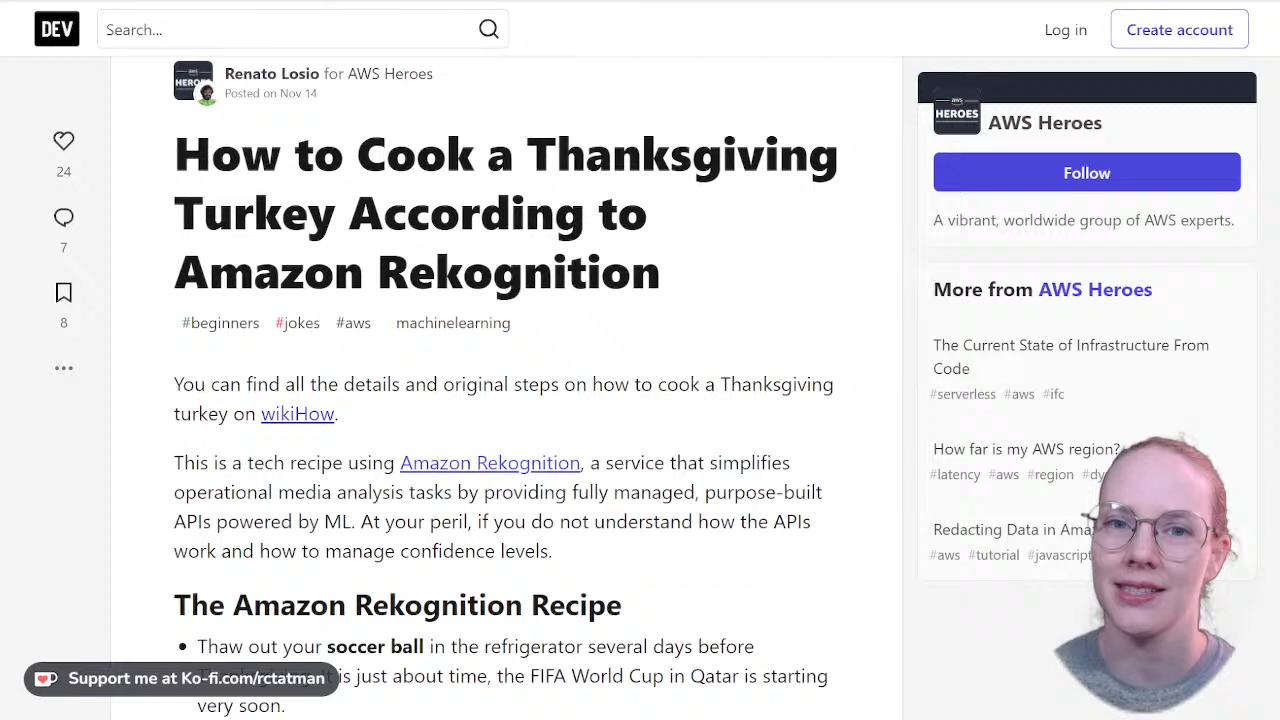 DEV
Search...
Log in
Create account
Renato Losio for AWS Heroes
Posted on Nov 14
How to Cook a Thanksgiving
Turkey According to
Amazon Rekognition
#beginners #jokes #aws machinelearning
24
7
8
You can find all the details and original steps on how to cook a Thanksgiving
turkey on wikiHow.
This is a tech recipe using Amazon Rekognition, a service that simplifies
operational media analysis tasks by providing fully managed, purpose-built
APIs powered by ML. At your peril, if you do not understand how the APIs
work and how to manage confidence levels.
The Amazon Rekognition Recipe
• Thaw out your soccer ball in the refrigerator several days before
is just about time, the FIFA World Cup in Qatar is starting
very soon.
Support me at Ko-fi.com/rctatman
aws
HEROES
AWS Heroes
Follow
A vibrant, worldwide group of AWS experts.
More from AWS Heroes
The Current State of Infrastructure From
Code
#serverless #aws #ifc
How far is my AWS region?
#latency #aws #region
Redacting Data in
#aws #tutorial #javascript